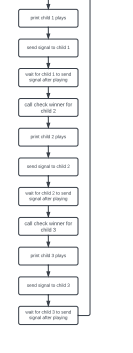 print child 1 plays
send signal to child 1
wait for child 1 to send
signal after playing
call check winner for
child 2
print child 2 plays
send signal to child 2
wait for child 2 to send
signal after playing
call check winner for
child 3
print child 3 plays
send signal to child 3
wait for child 3 to send
signal after playing